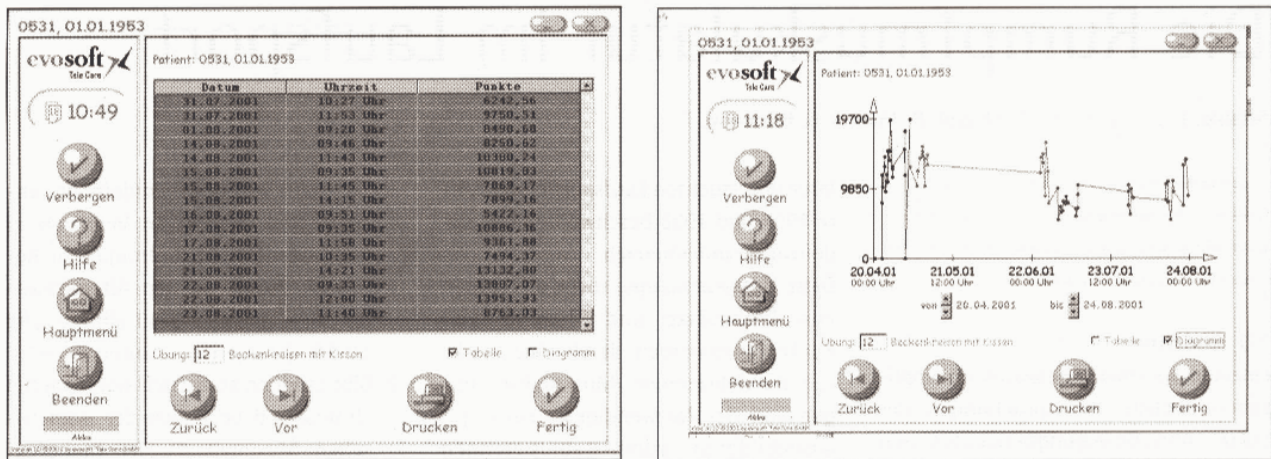 0531, 01.01.1953
evosoft
Tele Care
10:49
Verbergen
Hilfe
Hauptmenü
Beenden
Akku
Patient: 0531, 01.01.1953
Datum Uhrzeit Punkte
31.07.2001 10:27 Uhr 6242,56
31.07.2001 11:53 Uhr 9750,51
01.08.2001 09:20 Uhr 8498,68
14.08.2001 09:46 Uhr 8250,62
14.08.2001 11:43 Uhr 10380,24
15.08.2001 09:35 Uhr 10819,03
15.08.2001 11:45 Uhr 7869,17
15.08.2001 14:15 Uhr 7899,16
16.08.2001 09:51 Uhr 5422,16
17.08.2001 09:35 Uhr 10886,36
17.08.2001 11:58 Uhr 9361,88
21.08.2001 10:35 Uhr 7494,37
21.08.2001 14:21 Uhr 13132,80
22.08.2001 09:33 Uhr 13807,07
22.08.2001 12:00 Uhr 13951,93
23.08.2001 11:40 Uhr 8763,03
Übung: 12 Beckenkreisen mit Kissen Tabelle Diagramm
Zurück Vor Drucken Fertig
0531, 01.01.1953
evosoft
Tele Care
11:18
Verbergen
Hilfe
Hauptmenü
Beenden
Akku
Patient: 0531, 01.01.1953
19700
9850
0
20.04.01 21.05.01 22.06.01 23.07.01 24.08.01
00:00 Uhr 12:00 Uhr 00:00 Uhr 12:00 Uhr 00:00 Uhr
von 20.04.2001 bis 24.08.2001
Übung: 12 Beckenkreisen mit Kissen Tabelle Diagramm
Zurück Vor Drucken Fertig